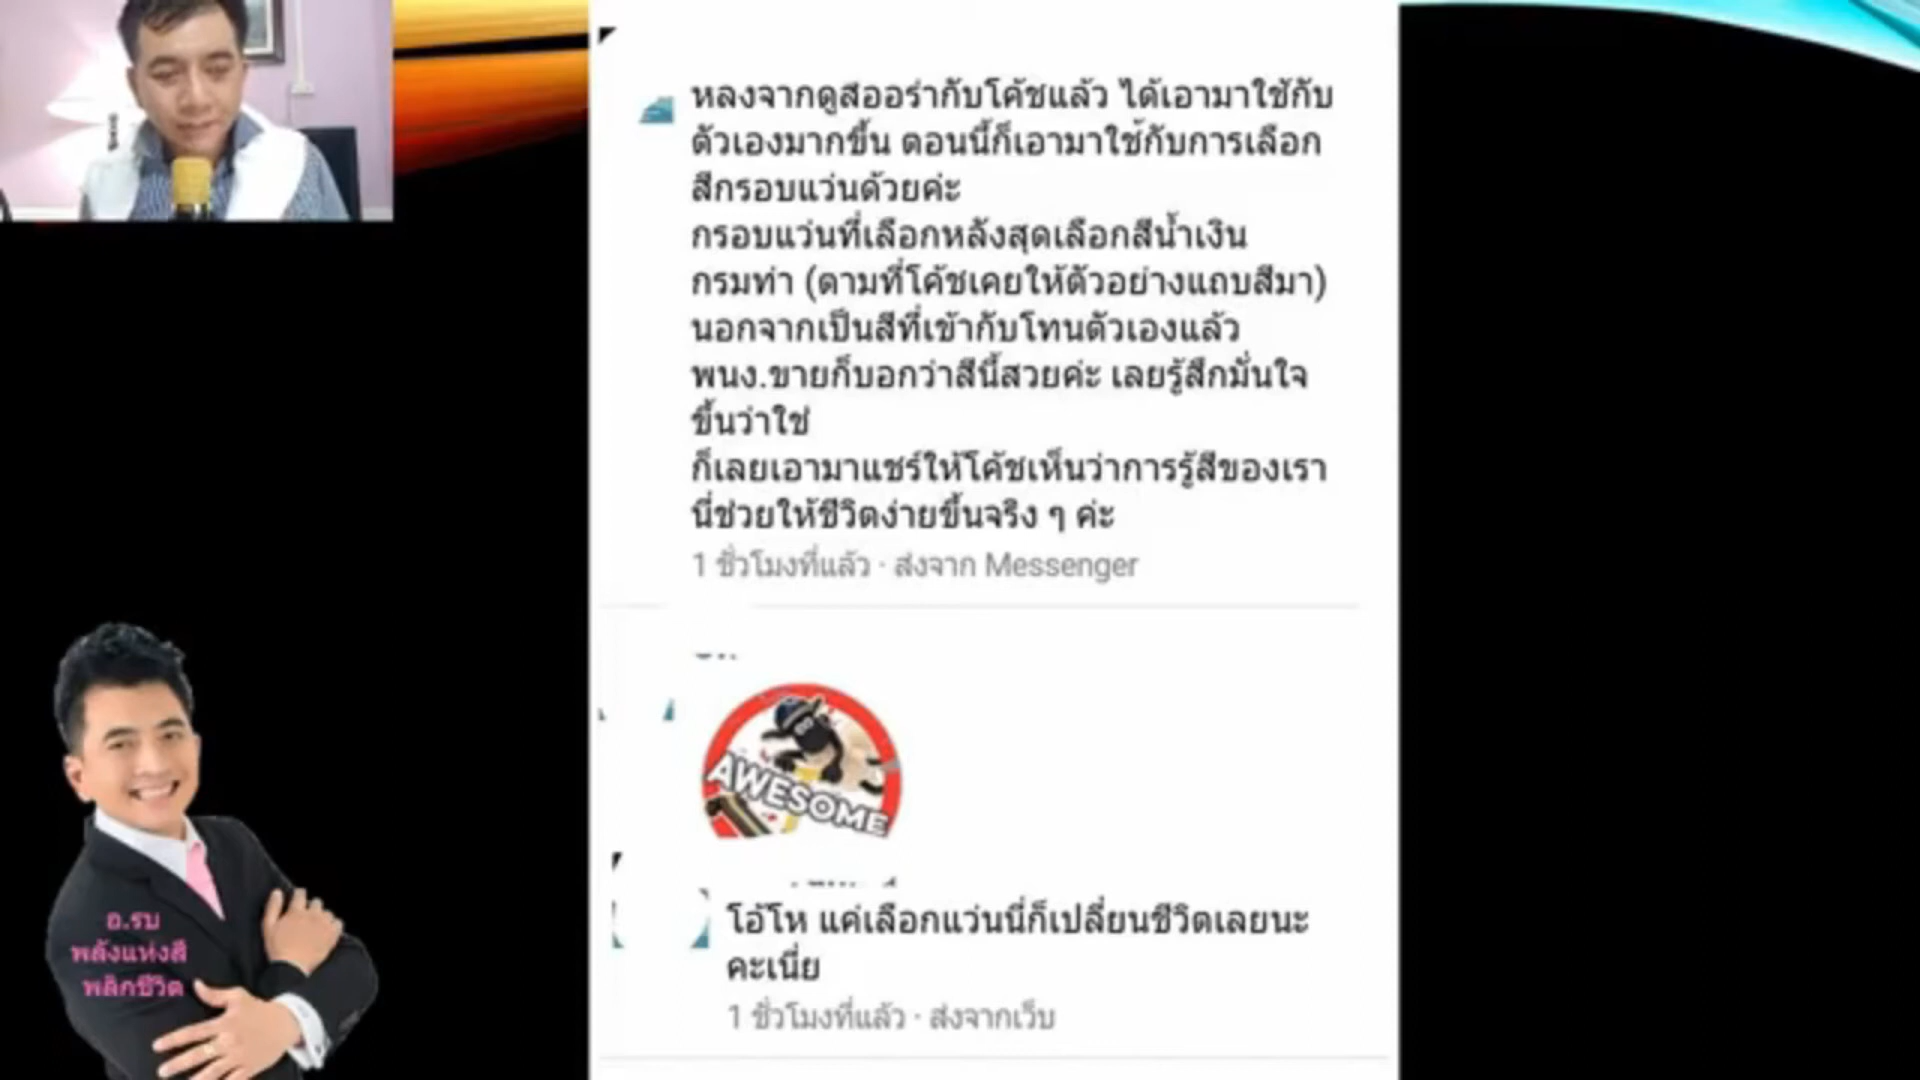 หลงจากดูสีออร่ากับโค้ชแล้ว ได้เอามาใช้กับ
ตัวเองมากขึ้น ตอนนี้ก็เอามาใช้กับการเลือก
สีกรอบแว่นด้วยค่ะ
กรอบแว่นที่เลือกหลังสุดเลือกสีน้ำเงิน
กรมท่า (ตามที่โค้ชเคยให้ตัวอย่างแถบสีมา)
นอกจากเป็นสีที่เข้ากับโทนตัวเองแล้ว
พนง.ขายก็บอกว่าสีนี้สวยค่ะ เลยรู้สึกมั่นใจ
ขึ้นว่าใช่
ก็เลยเอามาแชร์ให้โค้ชเห็นว่าการรู้สีของเรา
นี่ช่วยให้ชีวิตง่ายขึ้นจริง ๆ ค่ะ
1 ชั่วโมงที่แล้ว · ส่งจาก Messenger
AWESOME
โอ้โห แค่เลือกแว่นนี่ก็เปลี่ยนชีวิตเลยนะ
คะเนี่ย
1 ชั่วโมงที่แล้ว · ส่งจากเว็บ
อ.รบ
พลังแห่งสี
พลิกชีวิต